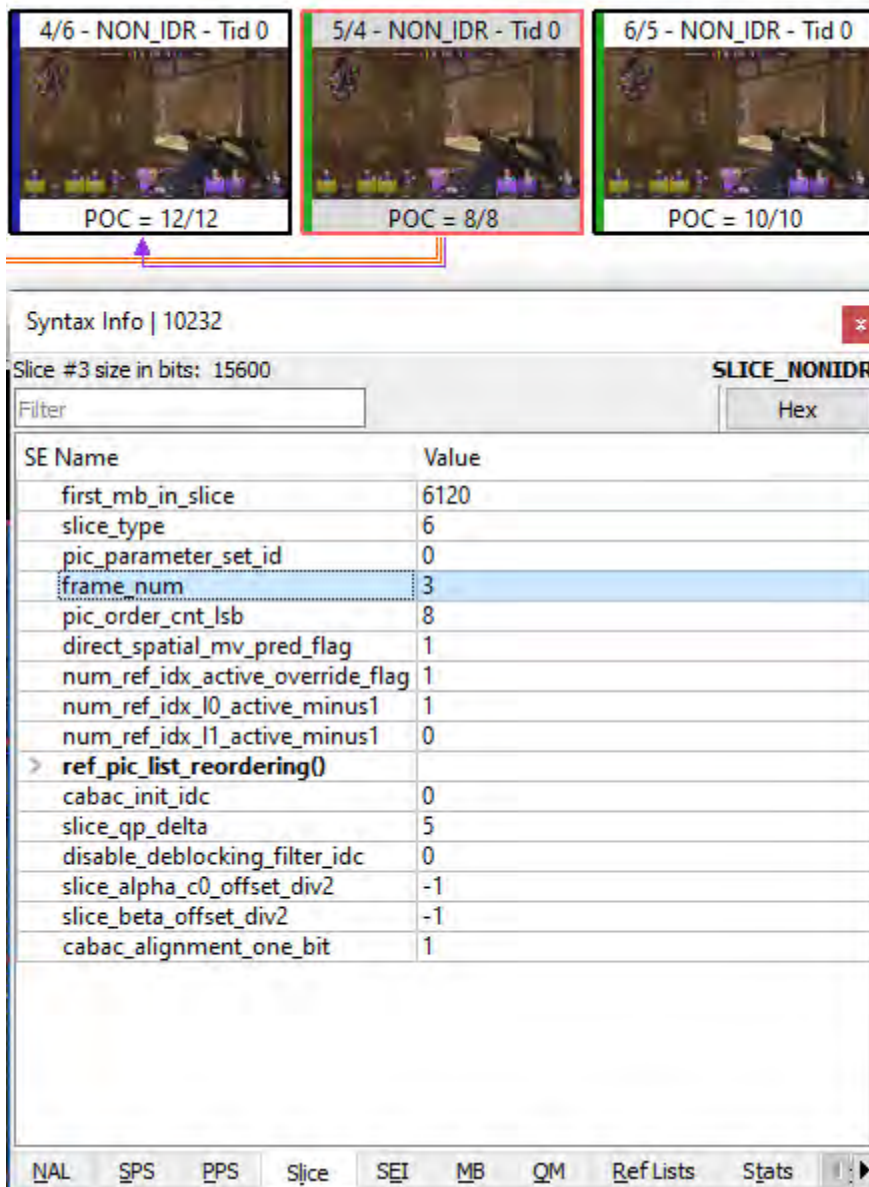 4/6 - NON_IDR - Tid 0 5/4 - NON_IDR - Tid 0 6/5 - NON_IDR - Tid 0
POC = 12/12 POC = 8/8 POC = 10/10
Syntax Info | 10232
Slice #3 size in bits: 15600 SLICE_NONIDR
Filter Hex
SE Name Value
first_mb_in_slice 6120
slice_type 6
pic_parameter_set_id 0
frame_num 3
pic_order_cnt_lsb 8
direct_spatial_mv_pred_flag 1
num_ref_idx_active_override_flag 1
num_ref_idx_l0_active_minus1 1
num_ref_idx_l1_active_minus1 0
> ref_pic_list_reordering()
cabac_init_idc 0
slice_qp_delta 5
disable_deblocking_filter_idc 0
slice_alpha_c0_offset_div2 -1
slice_beta_offset_div2 -1
cabac_alignment_one_bit 1
NAL SPS PPS Slice SEI MB QM Ref Lists Stats